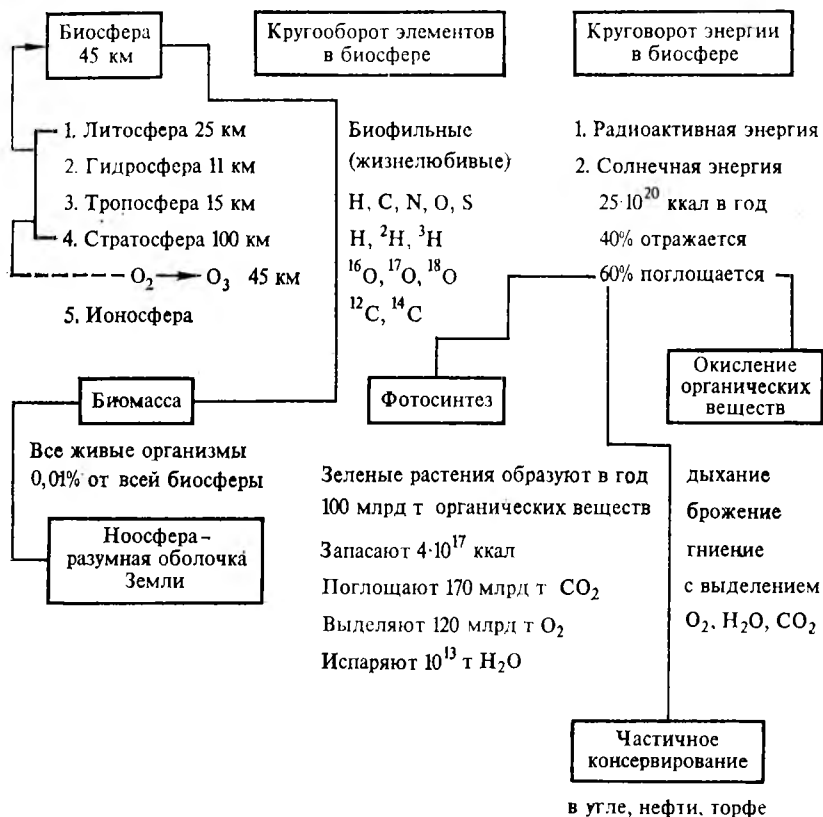 Биосфера
45 км
Кругооборот элементов
в биосфере
Круговорот энергии
в биосфере
1. Литосфера 25 км
2. Гидросфера 11 км
3. Тропосфера 15 км
4. Стратосфера 100 км
O₂ → O₃ 45 км
5. Ионосфера
Биофильные
(жизнелюбивые)
H, C, N, O, S
H, ²H, ³H
¹⁶O, ¹⁷O, ¹⁸O
¹²C, ¹⁴C
1. Радиоактивная энергия
2. Солнечная энергия
25·10²⁰ ккал в год
40% отражается
60% поглощается
Биомасса
Все живые организмы
0,01% от всей биосферы
Ноосфера –
разумная оболочка
Земли
Фотосинтез
Зеленые растения образуют в год
100 млрд т органических веществ
Запасают 4·10¹⁷ ккал
Поглощают 170 млрд т CO₂
Выделяют 120 млрд т O₂
Испаряют 10¹³ т H₂O
Окисление
органических
веществ
дыхание
брожение
гниение
с выделением
O₂, H₂O, CO₂
Частичное
консервирование
в угле, нефти, торфе